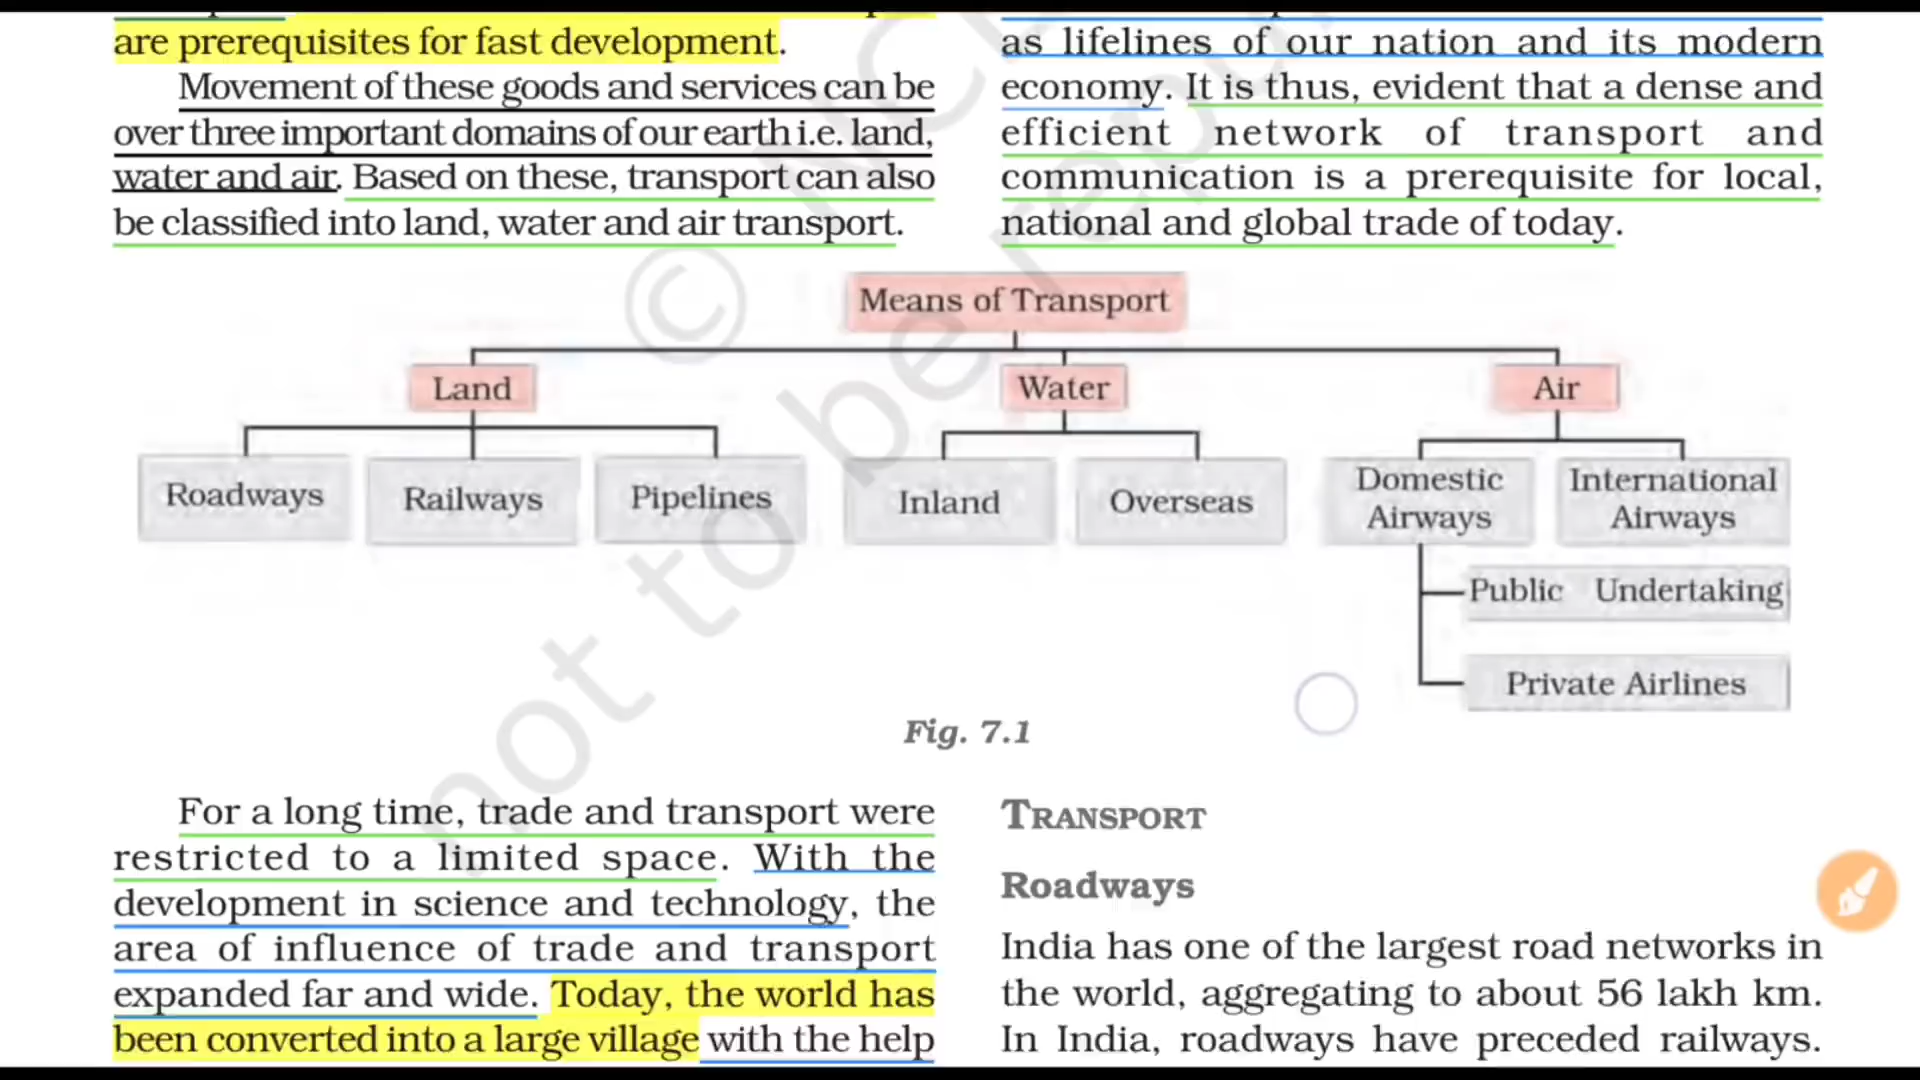 are prerequisites for fast development.
Movement of these goods and services can be
over three important domains of our earth i.e. land,
water and air. Based on these, transport can also
be classified into land, water and air transport.
as lifelines of our nation and its modern
economy. It is thus, evident that a dense and
efficient network of transport and
communication is a prerequisite for local,
national and global trade of today.
Means of Transport
Land
Water
Air
Roadways
Railways
Pipelines
Inland
Overseas
Domestic
Airways
International
Airways
Public Undertaking
Private Airlines
Fig. 7.1
For a long time, trade and transport were
restricted to a limited space. With the
development in science and technology, the
area of influence of trade and transport
expanded far and wide. Today, the world has
been converted into a large village with the help
TRANSPORT
Roadways
India has one of the largest road networks in
the world, aggregating to about 56 lakh km.
In India, roadways have preceded railways.
©
not to be